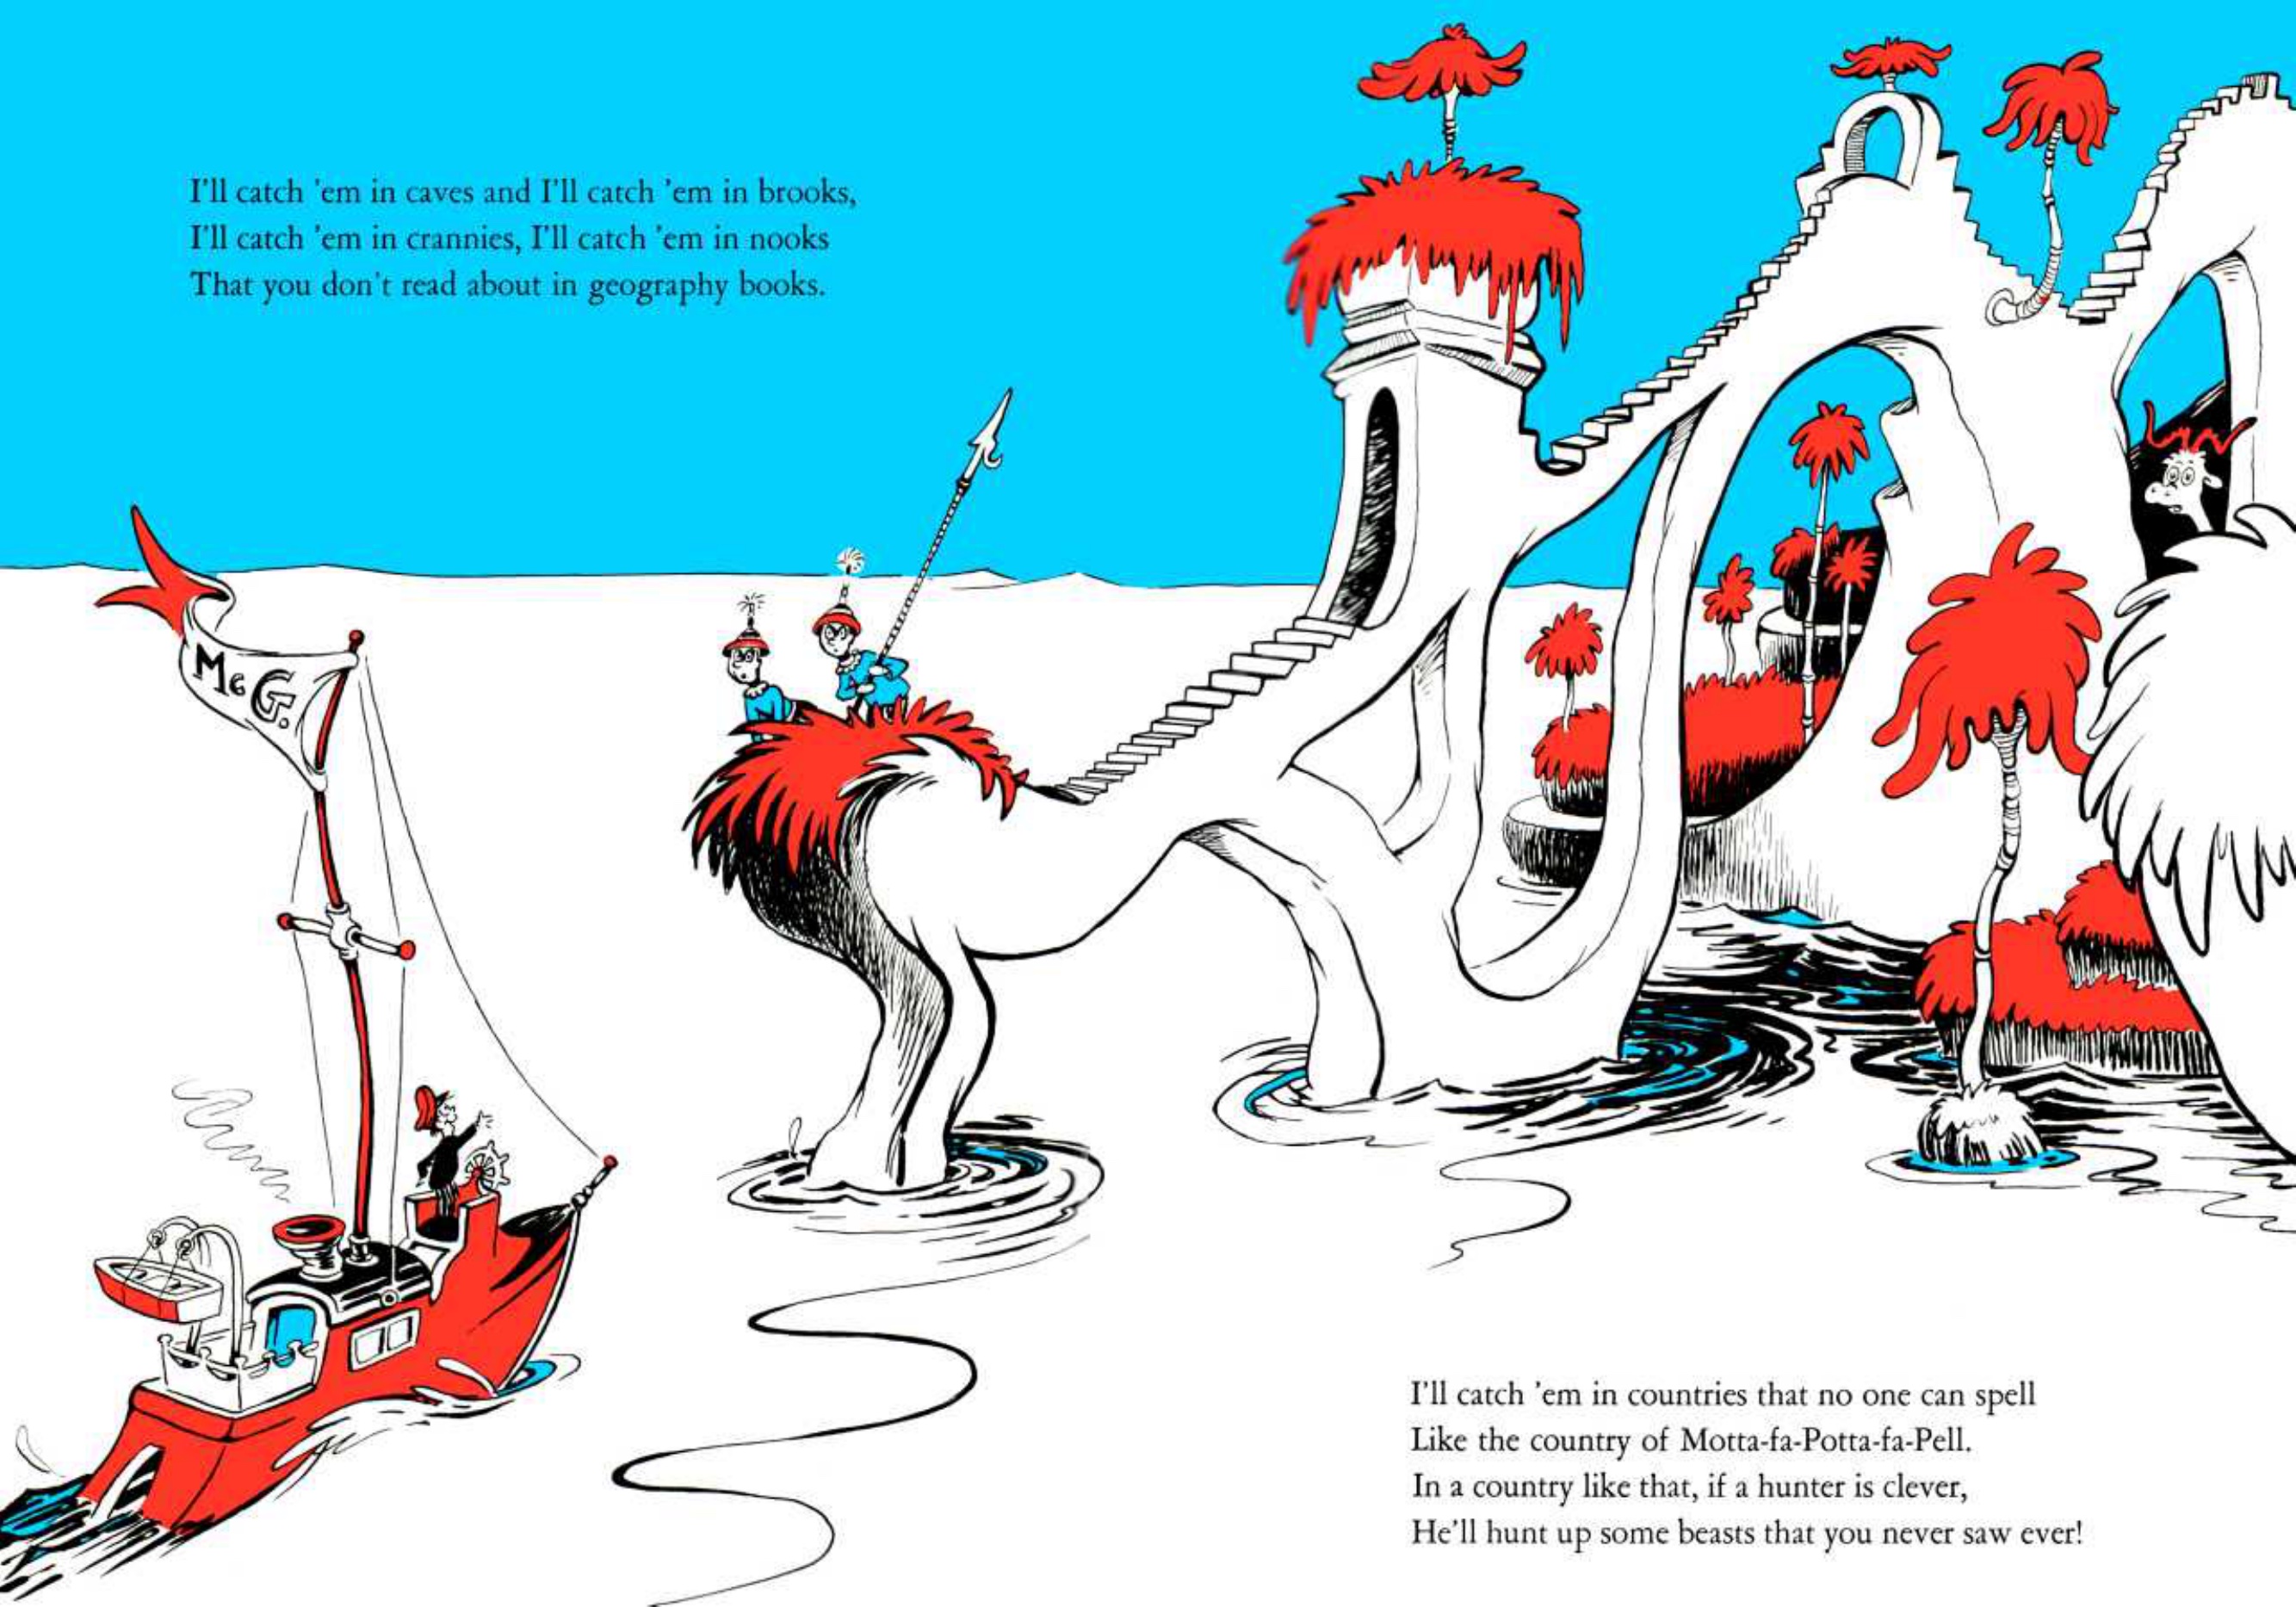 I'll catch 'em in caves and I'll catch 'em in brooks,
I'll catch 'em in crannies, I'll catch 'em in nooks
That you don't read about in geography books.
McG.
I'll catch 'em in countries that no one can spell
Like the country of Motta-fa-Potta-fa-Pell.
In a country like that, if a hunter is clever,
He'll hunt up some beasts that you never saw ever!